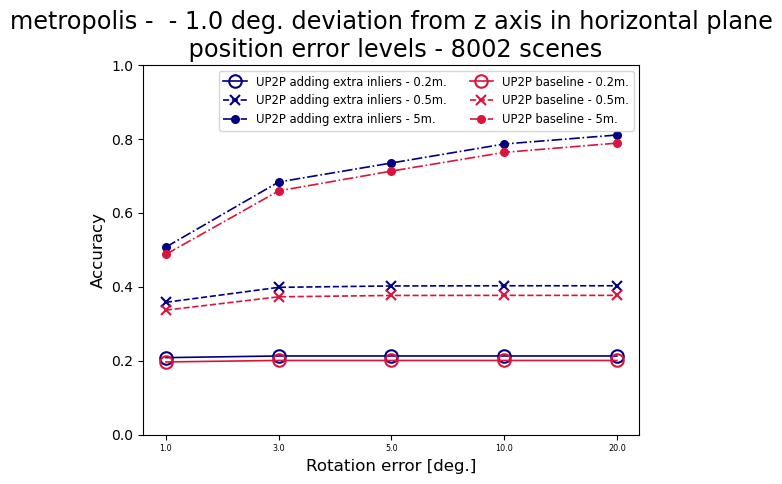 metropolis -  - 1.0 deg. deviation from z axis in horizontal plane
position error levels - 8002 scenes
UP2P adding extra inliers - 0.2m.
UP2P adding extra inliers - 0.5m.
UP2P adding extra inliers - 5m.
UP2P baseline - 0.2m.
UP2P baseline - 0.5m.
UP2P baseline - 5m.
1.0
0.8
0.6
0.4
0.2
0.0
Accuracy
1.0 3.0 5.0 10.0 20.0
Rotation error [deg.]